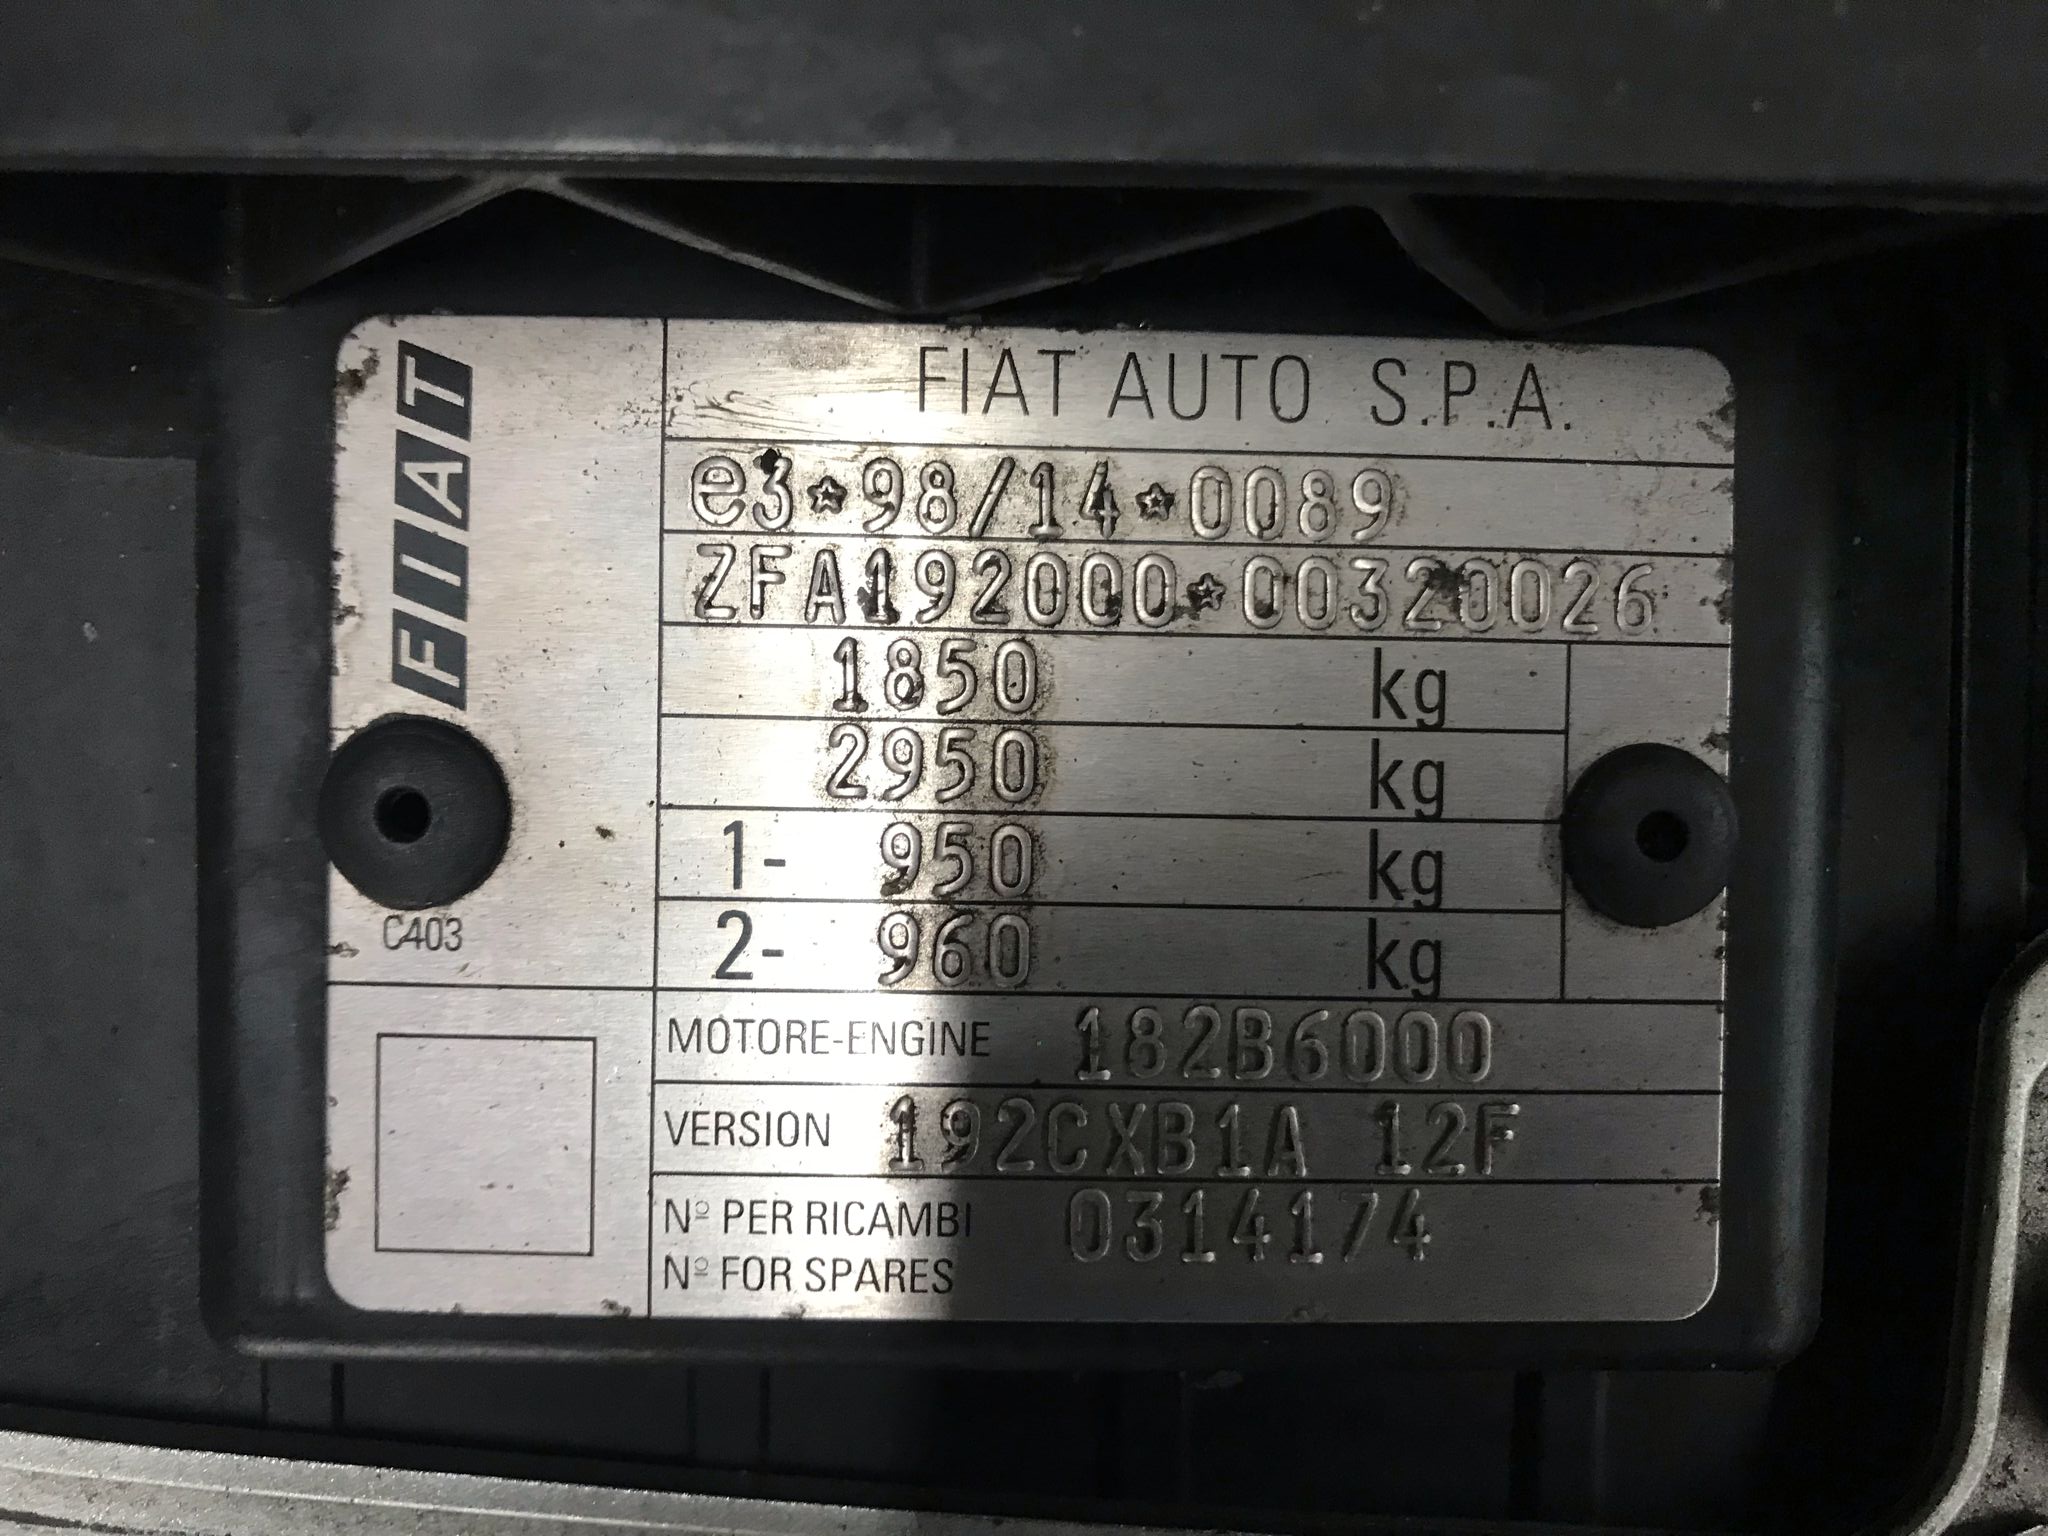 FIAT
FIAT AUTO S.P.A.
e3*98/14*0089
ZFA192000*00320026
1850 kg
2950 kg
1- 950 kg
2- 960 kg
C403
MOTORE-ENGINE 182B6000
VERSION 192CXB1A 12F
Nº PER RICAMBI 0314174
Nº FOR SPARES